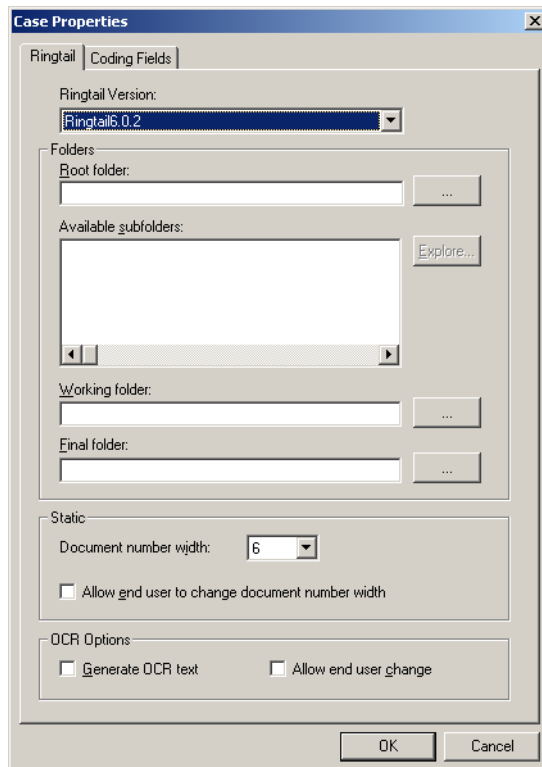 Case Properties
Ringtail
Coding Fields
Ringtail Version:
Ringtail6.0.2
Folders
Root folder:
...
Available subfolders:
Explore...
Working folder:
...
Final folder:
...
Static
Document number width:
6
Allow end user to change document number width
OCR Options
Generate OCR text
Allow end user change
OK
Cancel